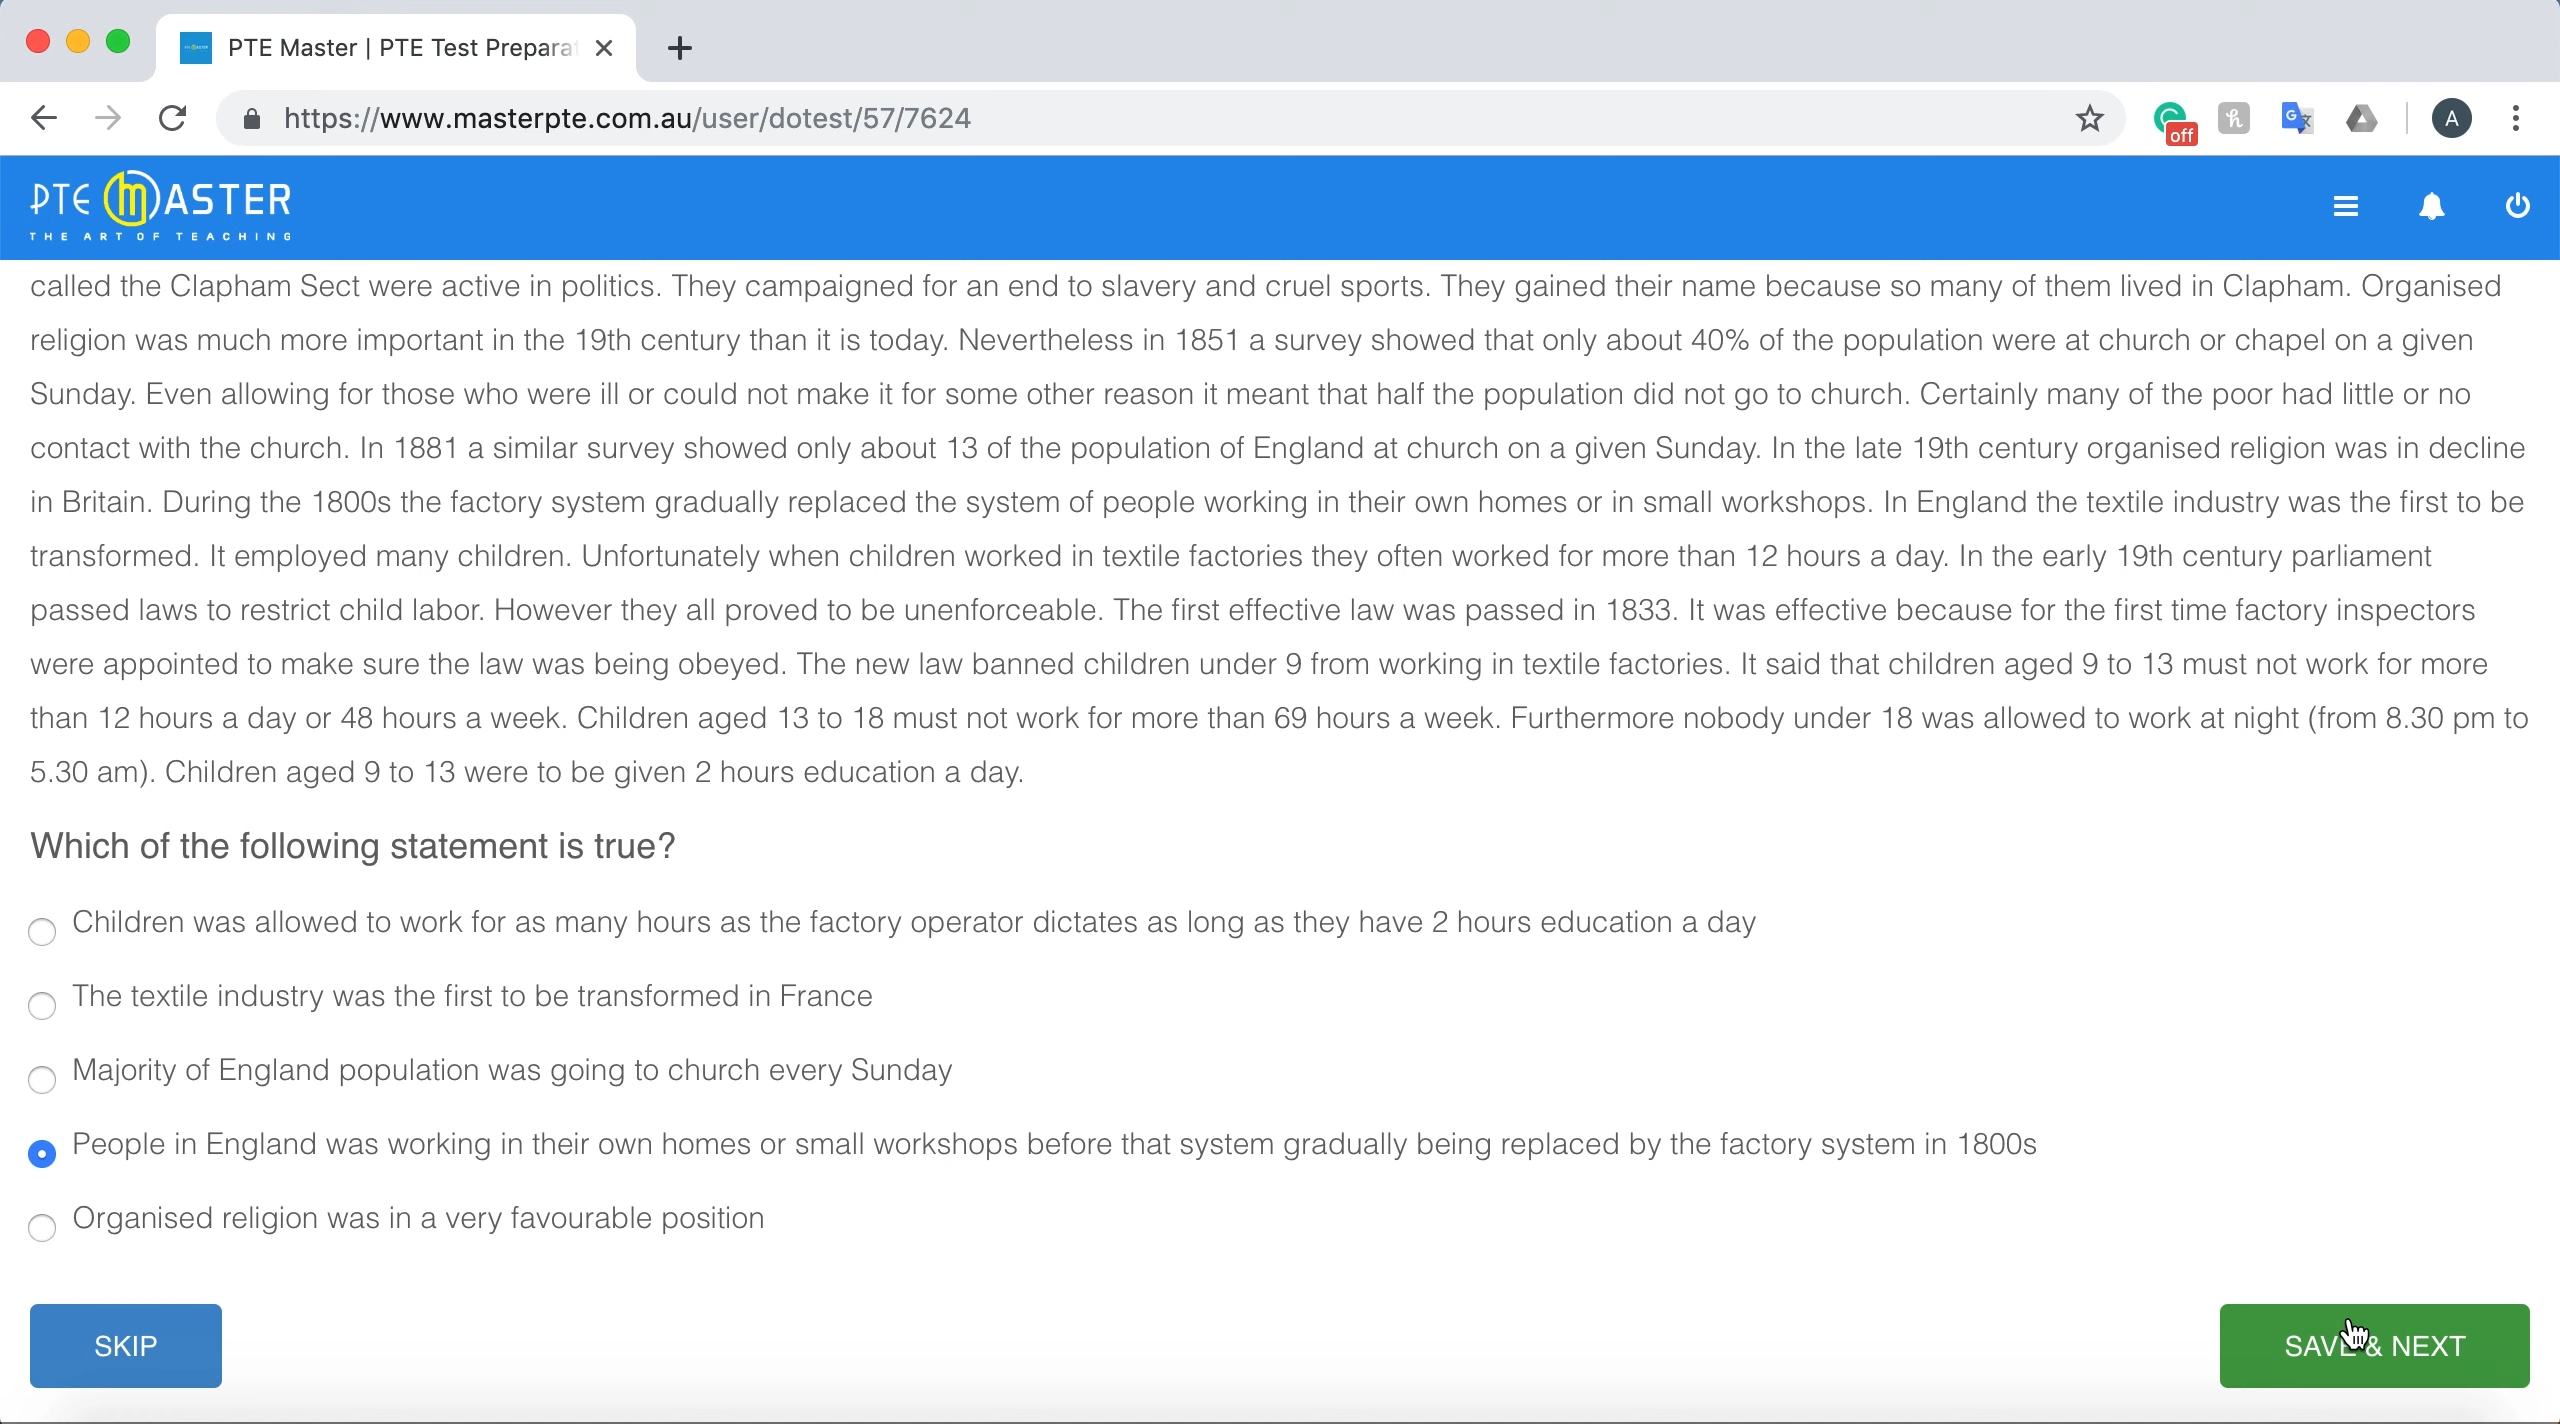 PTE Master | PTE Test Prepara
https://www.masterpte.com.au/user/dotest/57/7624
off
A
PTE mASTER
THE ART OF TEACHING
called the Clapham Sect were active in politics. They campaigned for an end to slavery and cruel sports. They gained their name because so many of them lived in Clapham. Organised
religion was much more important in the 19th century than it is today. Nevertheless in 1851 a survey showed that only about 40% of the population were at church or chapel on a given
Sunday. Even allowing for those who were ill or could not make it for some other reason it meant that half the population did not go to church. Certainly many of the poor had little or no
contact with the church. In 1881 a similar survey showed only about 13 of the population of England at church on a given Sunday. In the late 19th century organised religion was in decline
in Britain. During the 1800s the factory system gradually replaced the system of people working in their own homes or in small workshops. In England the textile industry was the first to be
transformed. It employed many children. Unfortunately when children worked in textile factories they often worked for more than 12 hours a day. In the early 19th century parliament
passed laws to restrict child labor. However they all proved to be unenforceable. The first effective law was passed in 1833. It was effective because for the first time factory inspectors
were appointed to make sure the law was being obeyed. The new law banned children under 9 from working in textile factories. It said that children aged 9 to 13 must not work for more
than 12 hours a day or 48 hours a week. Children aged 13 to 18 must not work for more than 69 hours a week. Furthermore nobody under 18 was allowed to work at night (from 8.30 pm to
5.30 am). Children aged 9 to 13 were to be given 2 hours education a day.
Which of the following statement is true?
Children was allowed to work for as many hours as the factory operator dictates as long as they have 2 hours education a day
The textile industry was the first to be transformed in France
Majority of England population was going to church every Sunday
People in England was working in their own homes or small workshops before that system gradually being replaced by the factory system in 1800s
Organised religion was in a very favourable position
SKIP
SAVE & NEXT